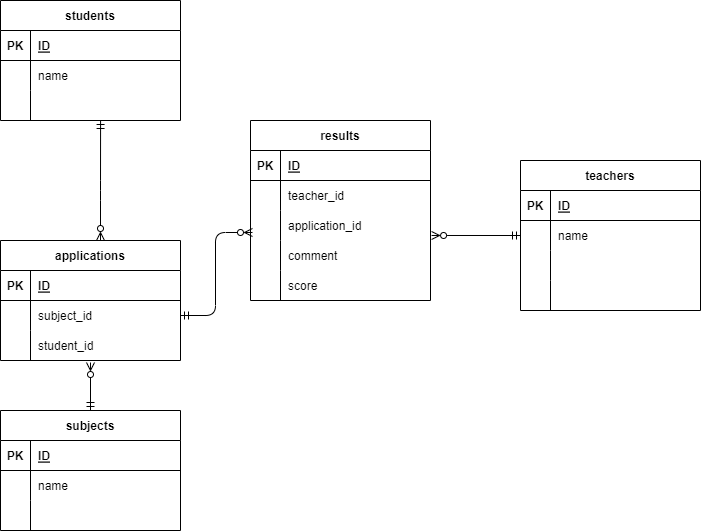 students
PK ID
name
results
PK ID
teacher_id
application_id
comment
score
teachers
PK ID
name
applications
PK ID
subject_id
student_id
subjects
PK ID
name